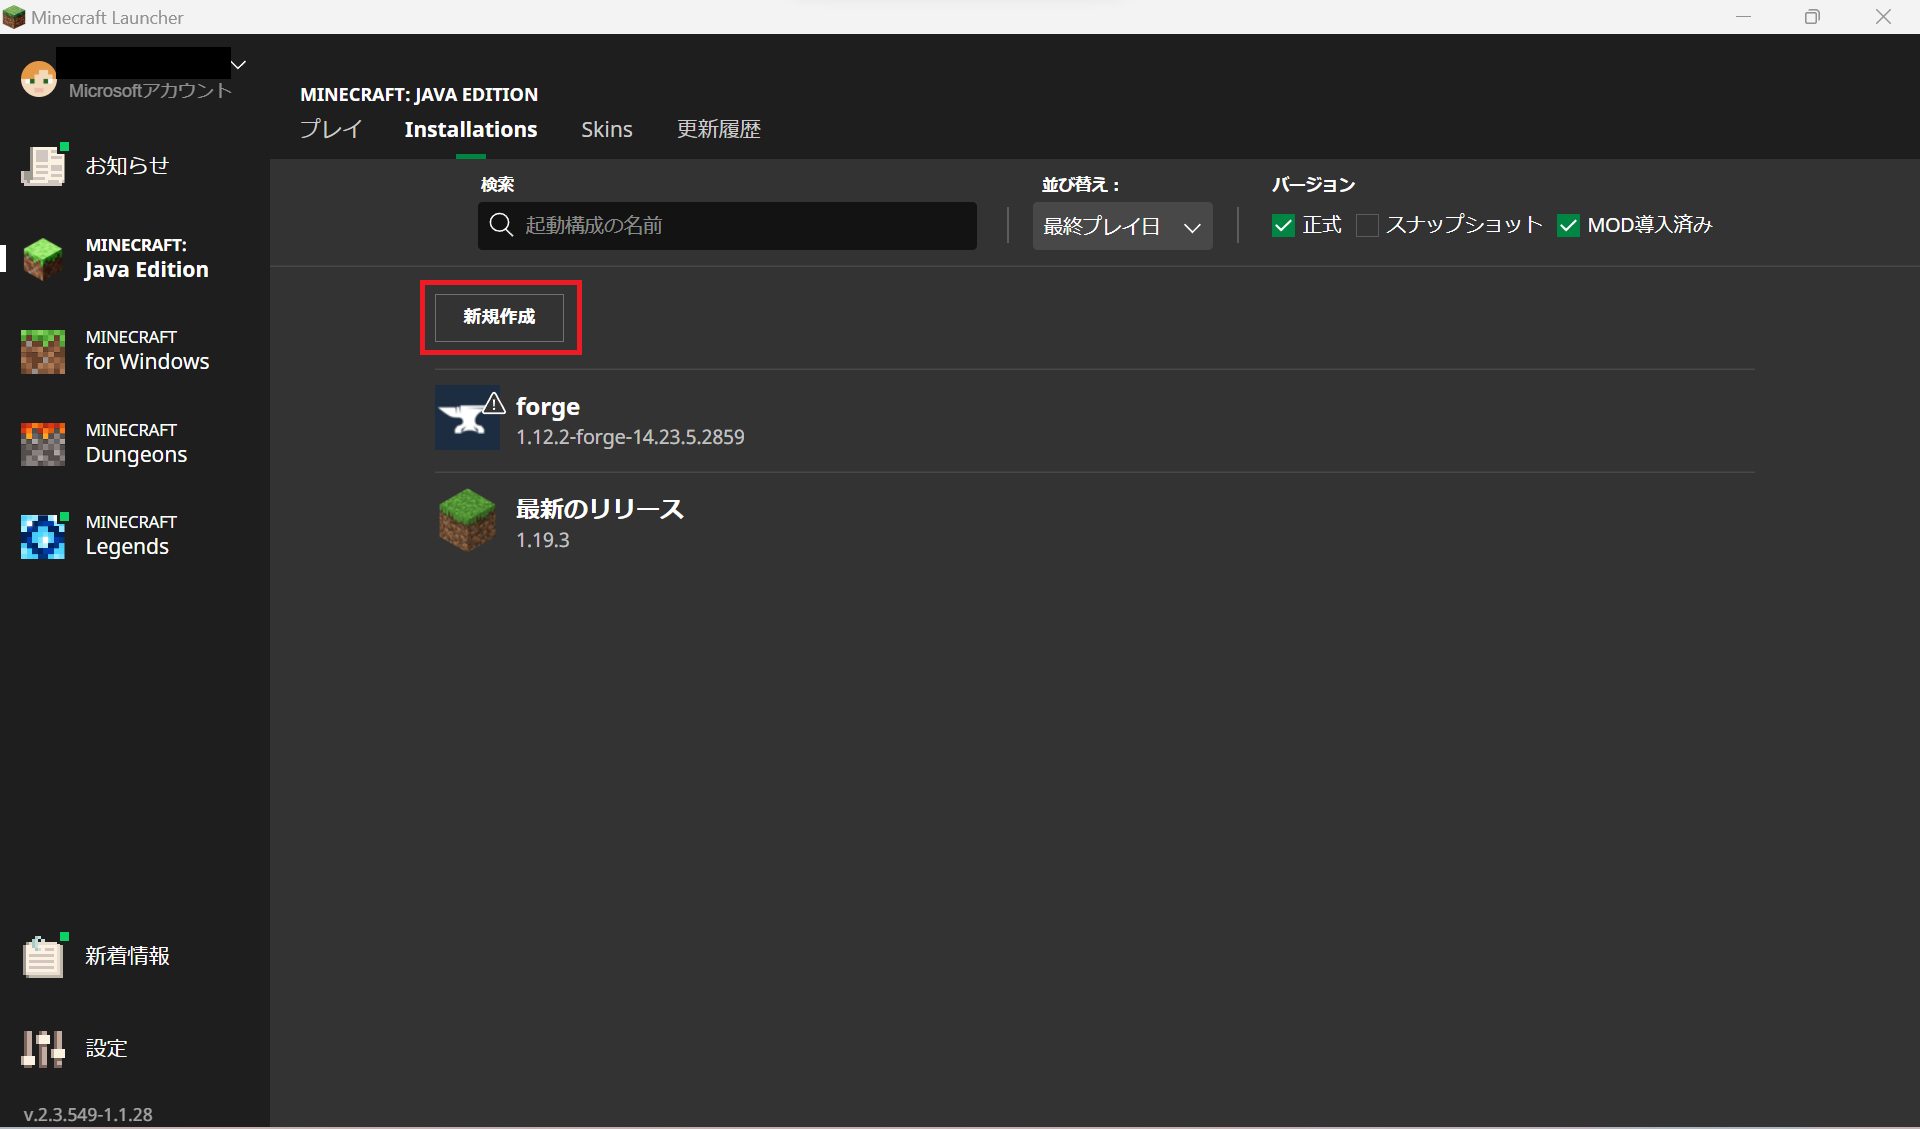 Minecraft Launcher
Microsoftアカウント
お知らせ
MINECRAFT:
Java Edition
MINECRAFT
for Windows
MINECRAFT
Dungeons
MINECRAFT
Legends
新着情報
設定
v.2.3.549-1.1.28
MINECRAFT: JAVA EDITION
プレイ Installations Skins 更新履歴
検索 並び替え： バージョン
起動構成の名前 最終プレイ日 正式 スナップショット MOD導入済み
新規作成
forge
1.12.2-forge-14.23.5.2859
最新のリリース
1.19.3